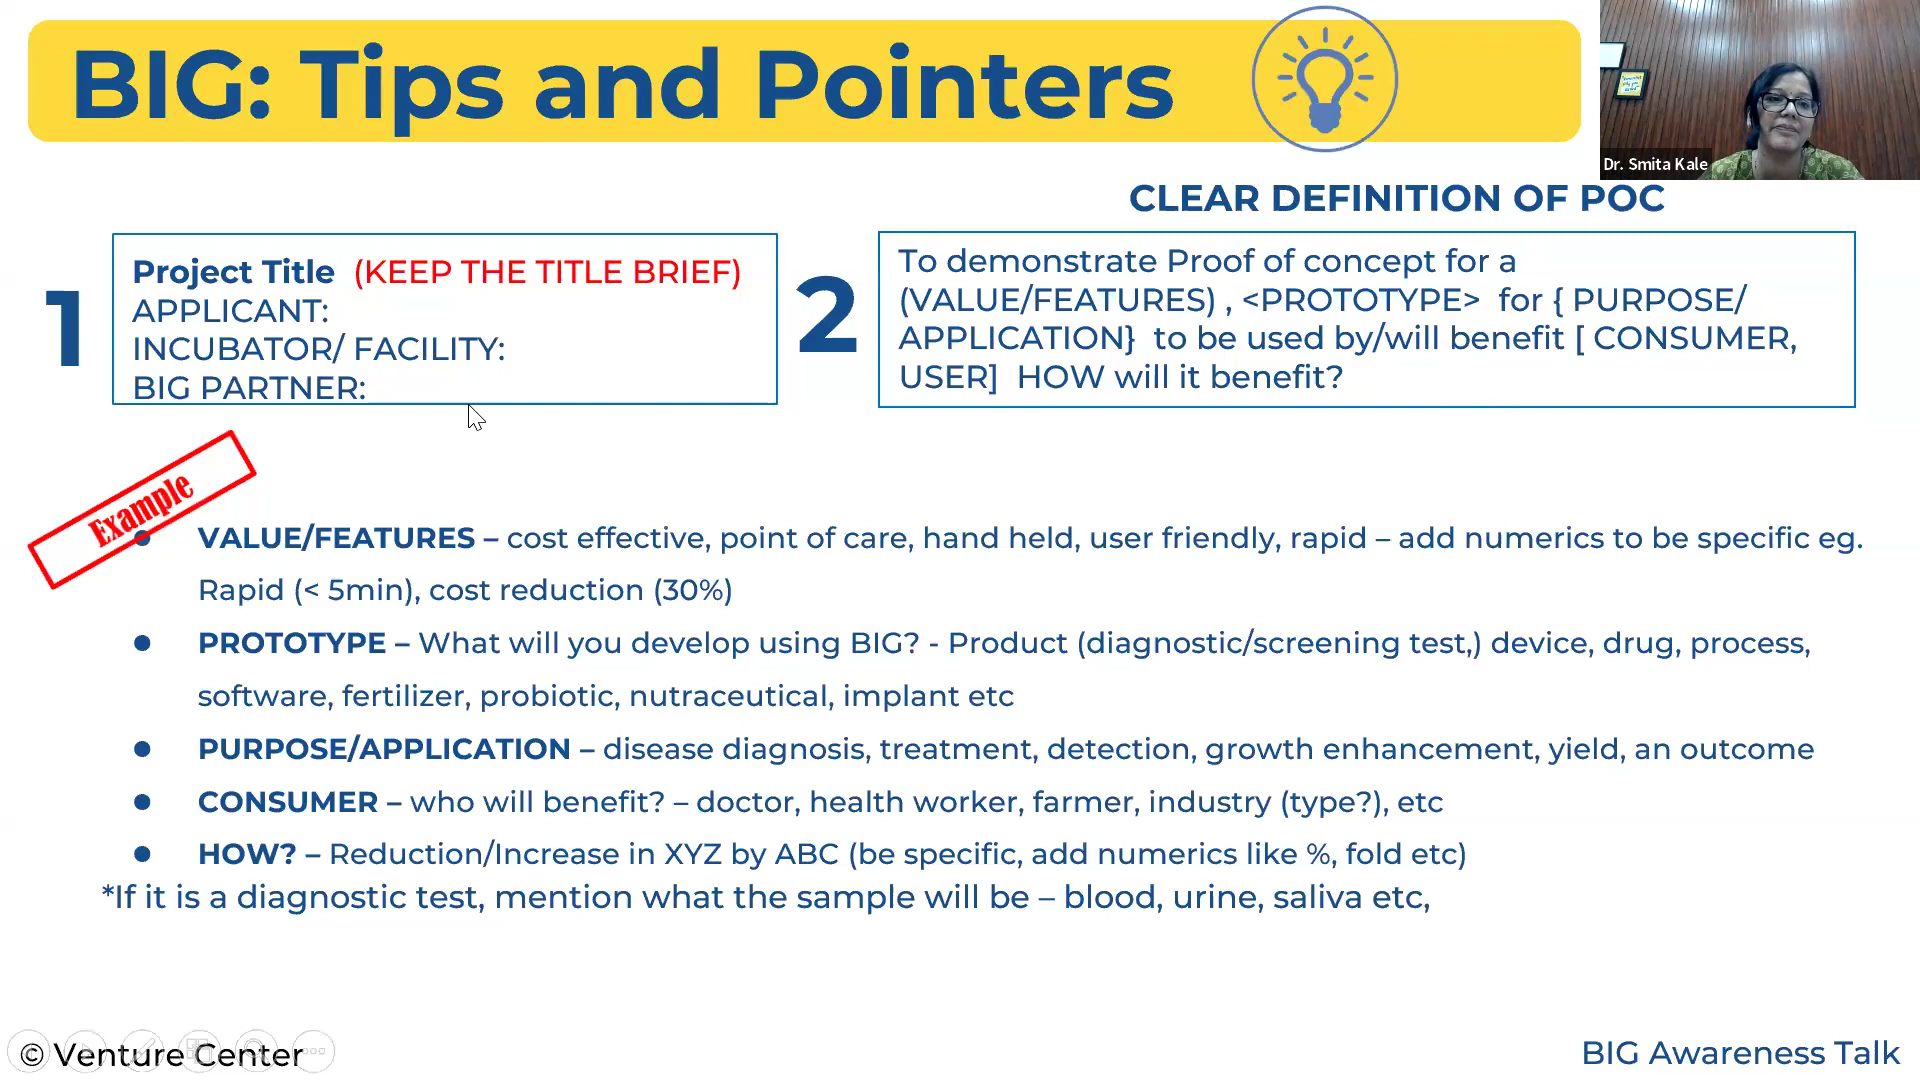 BIG: Tips and Pointers
Dr. Smita Kale
CLEAR DEFINITION OF POC
1
Project Title (KEEP THE TITLE BRIEF)
APPLICANT:
INCUBATOR/ FACILITY:
BIG PARTNER:
2
To demonstrate Proof of concept for a
(VALUE/FEATURES) , <PROTOTYPE> for { PURPOSE/
APPLICATION} to be used by/will benefit [ CONSUMER,
USER] HOW will it benefit?
Example
● VALUE/FEATURES – cost effective, point of care, hand held, user friendly, rapid – add numerics to be specific eg.
Rapid (< 5min), cost reduction (30%)
● PROTOTYPE – What will you develop using BIG? - Product (diagnostic/screening test,) device, drug, process,
software, fertilizer, probiotic, nutraceutical, implant etc
● PURPOSE/APPLICATION – disease diagnosis, treatment, detection, growth enhancement, yield, an outcome
● CONSUMER – who will benefit? – doctor, health worker, farmer, industry (type?), etc
● HOW? – Reduction/Increase in XYZ by ABC (be specific, add numerics like %, fold etc)
*If it is a diagnostic test, mention what the sample will be – blood, urine, saliva etc,
© Venture Center
BIG Awareness Talk